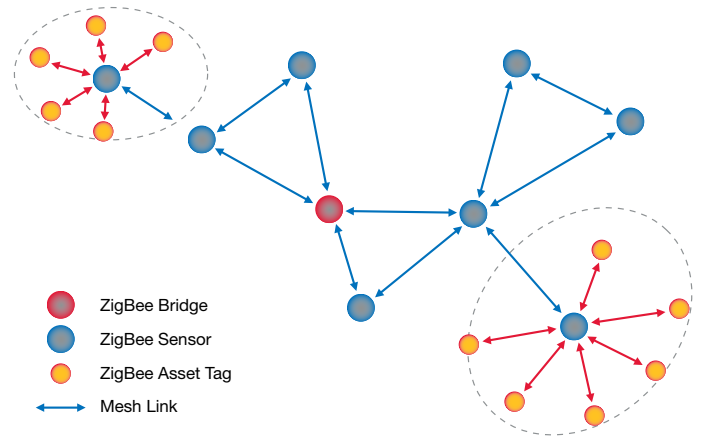 ZigBee Bridge
ZigBee Sensor
ZigBee Asset Tag
Mesh Link